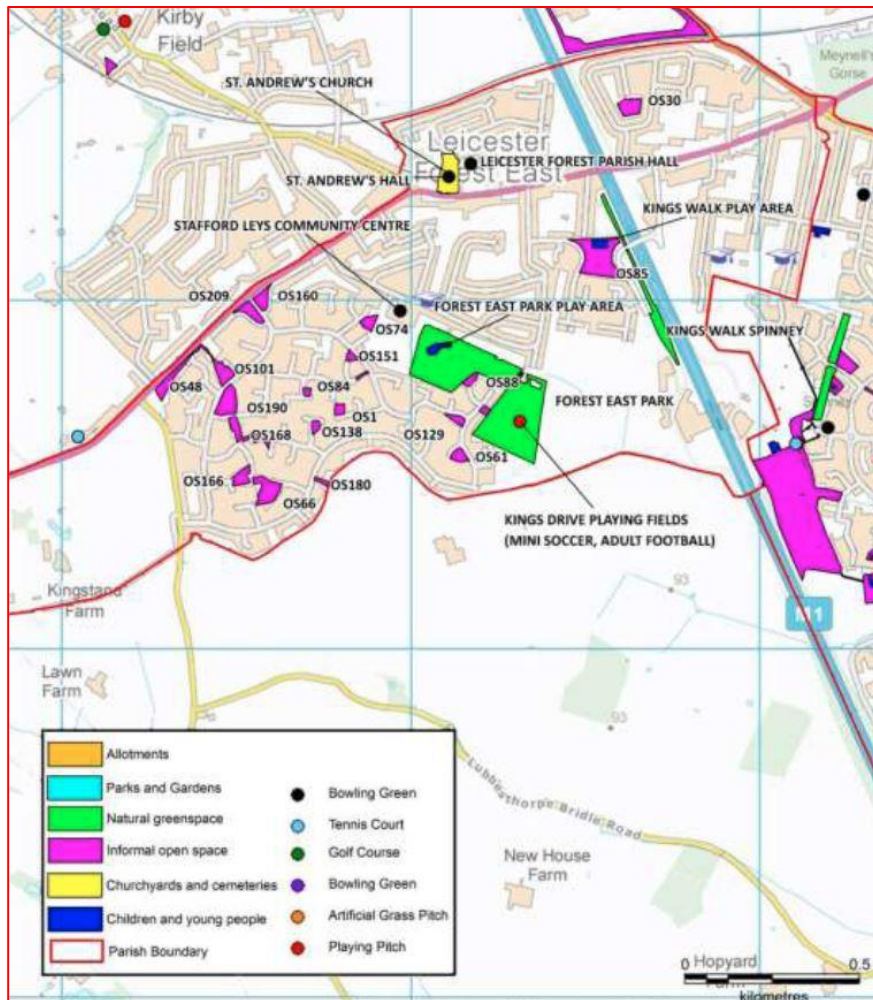 Kirby
Field
Meynell's
Gorse
ST. ANDREW'S CHURCH
OS30
Leicester
Forest East
LEICESTER FOREST PARISH HALL
ST. ANDREW'S HALL
KINGS WALK PLAY AREA
STAFFORD LEYS COMMUNITY CENTRE
OS85
OS209
OS160
FOREST EAST PARK PLAY AREA
OS74
KINGS WALK SPINNEY
OS151
OS101
OS48
OS84
OS88
FOREST EAST PARK
OS190
OS1
OS129
OS138
OS168
OS61
OS166
OS180
OS66
KINGS DRIVE PLAYING FIELDS
(MINI SOCCER, ADULT FOOTBALL)
93
Kingstand
Farm
M1
Lawn
Farm
93
Allotments
Parks and Gardens
Natural greenspace
Informal open space
Churchyards and cemeteries
Children and young people
Parish Boundary
Bowling Green
Tennis Court
Golf Course
Bowling Green
Artificial Grass Pitch
Playing Pitch
Lubbesthorpe Bridle Road
New House
Farm
Hopyard
0 0.5
kilometres